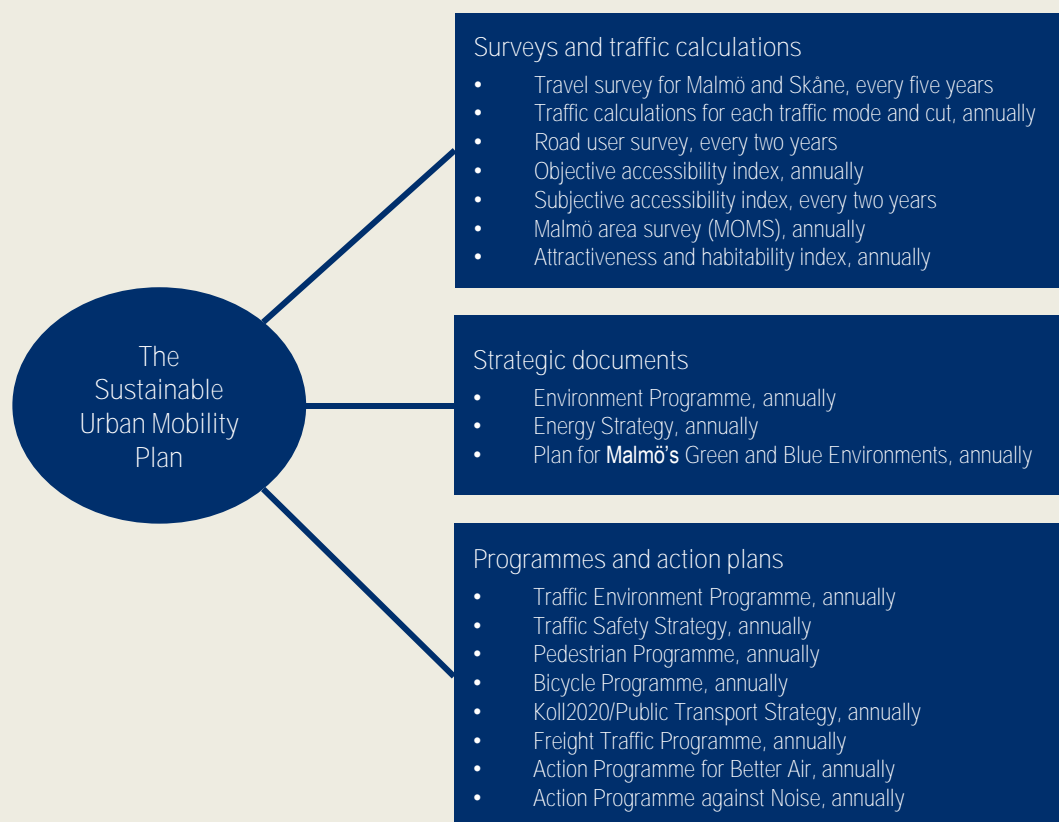 The
Sustainable
Urban Mobility
Plan
Surveys and traffic calculations
• Travel survey for Malmö and Skåne, every five years
• Traffic calculations for each traffic mode and cut, annually
• Road user survey, every two years
• Objective accessibility index, annually
• Subjective accessibility index, every two years
• Malmö area survey (MOMS), annually
• Attractiveness and habitability index, annually
Strategic documents
• Environment Programme, annually
• Energy Strategy, annually
• Plan for Malmö's Green and Blue Environments, annually
Programmes and action plans
• Traffic Environment Programme, annually
• Traffic Safety Strategy, annually
• Pedestrian Programme, annually
• Bicycle Programme, annually
• Koll2020/Public Transport Strategy, annually
• Freight Traffic Programme, annually
• Action Programme for Better Air, annually
• Action Programme against Noise, annually